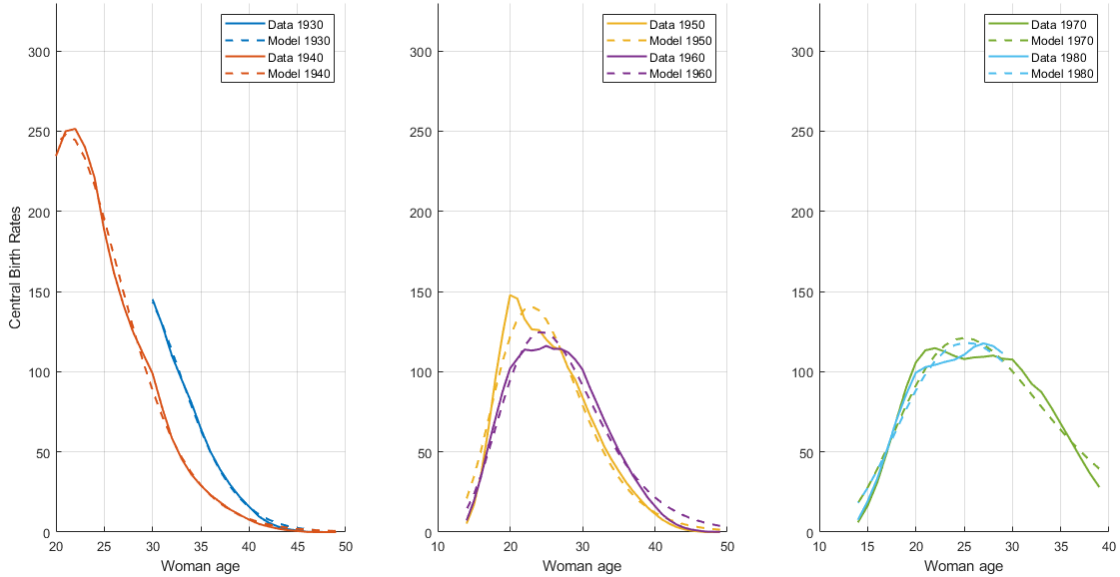 Central Birth Rates
300
250
200
150
100
50
0
20
25
30
35
40
45
50
Woman age
Data 1930
Model 1930
Data 1940
Model 1940
300
250
200
150
100
50
0
10
20
30
40
50
Woman age
Data 1950
Model 1950
Data 1960
Model 1960
300
250
200
150
100
50
0
10
15
20
25
30
35
40
Woman age
Data 1970
Model 1970
Data 1980
Model 1980